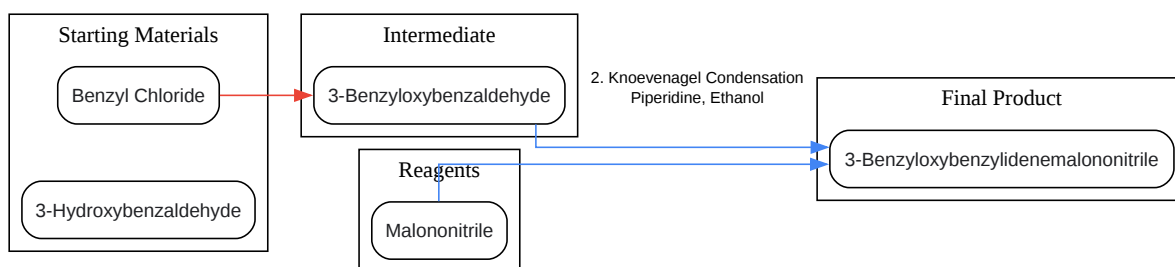 Starting Materials
Benzyl Chloride
3-Hydroxybenzaldehyde
Intermediate
3-Benzyloxybenzaldehyde
Reagents
Malononitrile
2. Knoevenagel Condensation
Piperidine, Ethanol
Final Product
3-Benzyloxybenzylidenemalononitrile